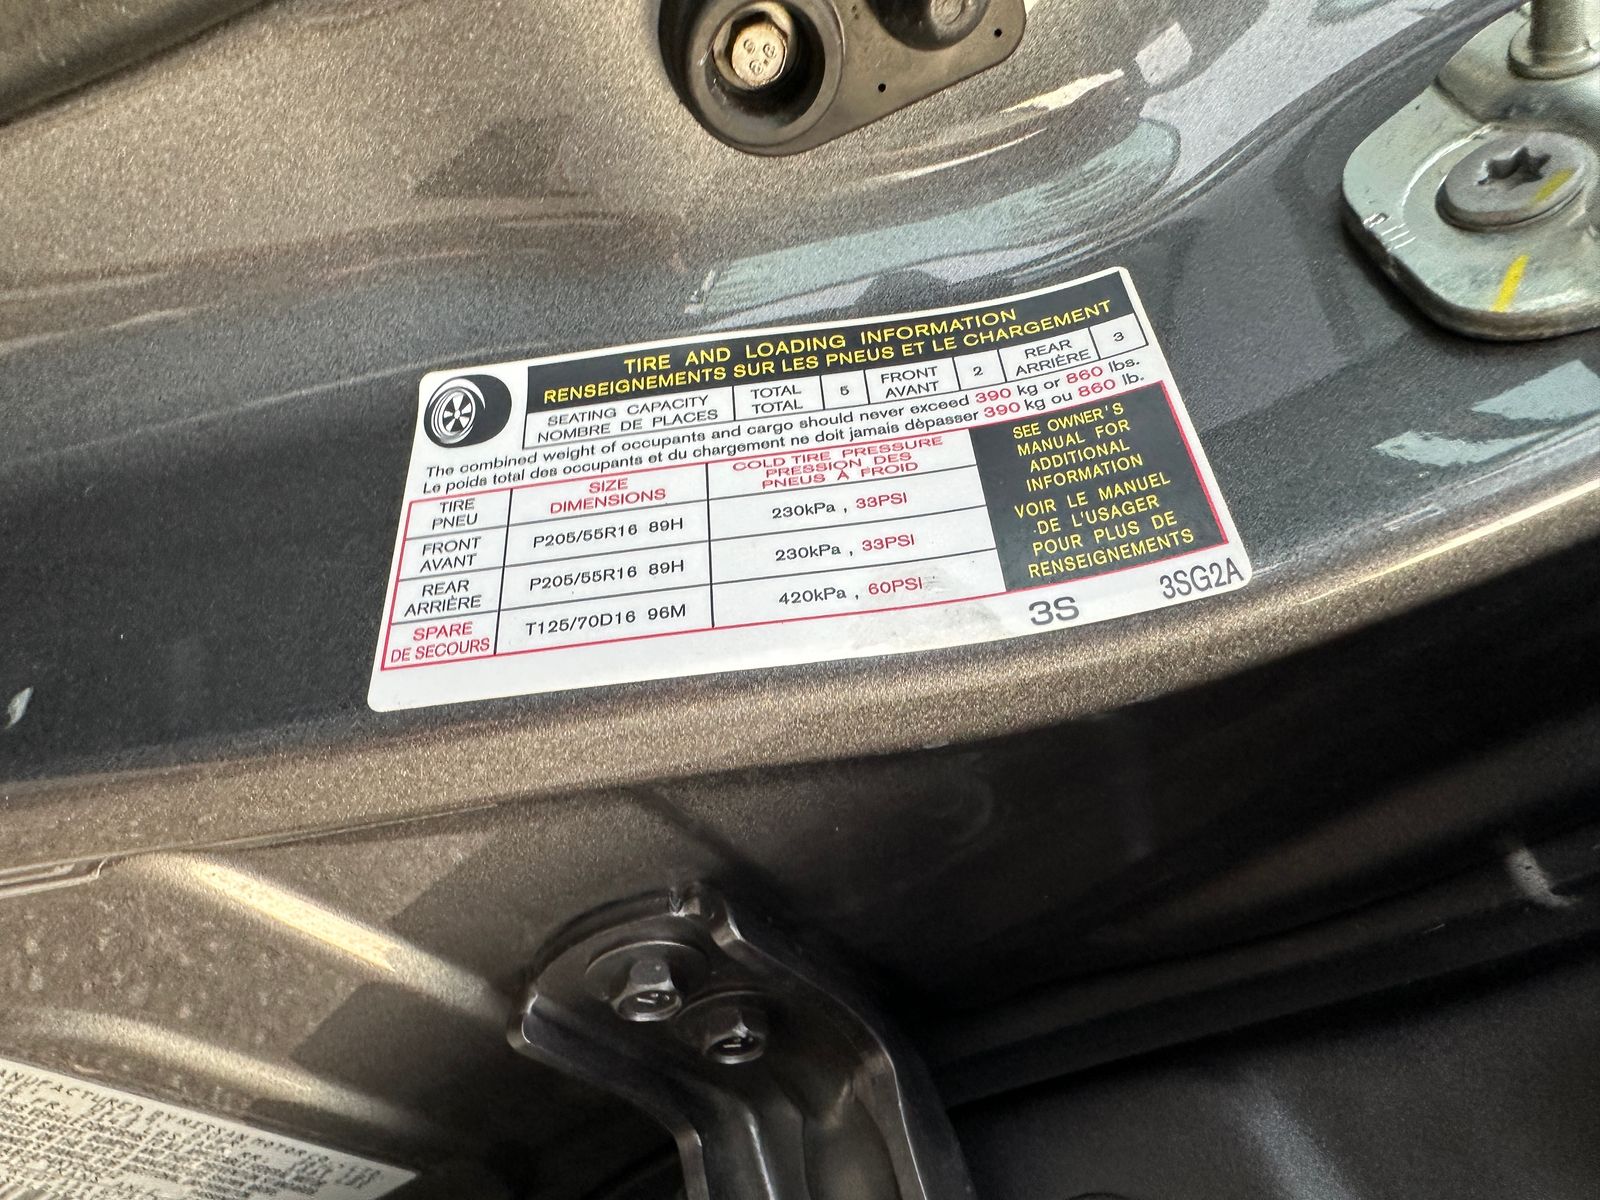 TIRE AND LOADING INFORMATION
RENSEIGNEMENTS SUR LES PNEUS ET LE CHARGEMENT
SEATING CAPACITY
NOMBRE DE PLACES
TOTAL
TOTAL
5
FRONT
AVANT
2
REAR
ARRIÈRE
3
The combined weight of occupants and cargo should never exceed 390 kg or 860 lbs.
Le poids total des occupants et du chargement ne doit jamais dépasser 390 kg ou 860 lb.
TIRE
PNEU
SIZE
DIMENSIONS
COLD TIRE PRESSURE
PRESSION DES
PNEUS À FROID
FRONT
AVANT
P205/55R16 89H
230kPa , 33PSI
REAR
ARRIÈRE
P205/55R16 89H
230kPa , 33PSI
SPARE
DE SECOURS
T125/70D16 96M
420kPa , 60PSI
SEE OWNER'S
MANUAL FOR
ADDITIONAL
INFORMATION
VOIR LE MANUEL
DE L'USAGER
POUR PLUS DE
RENSEIGNEMENTS
3S
3SG2A